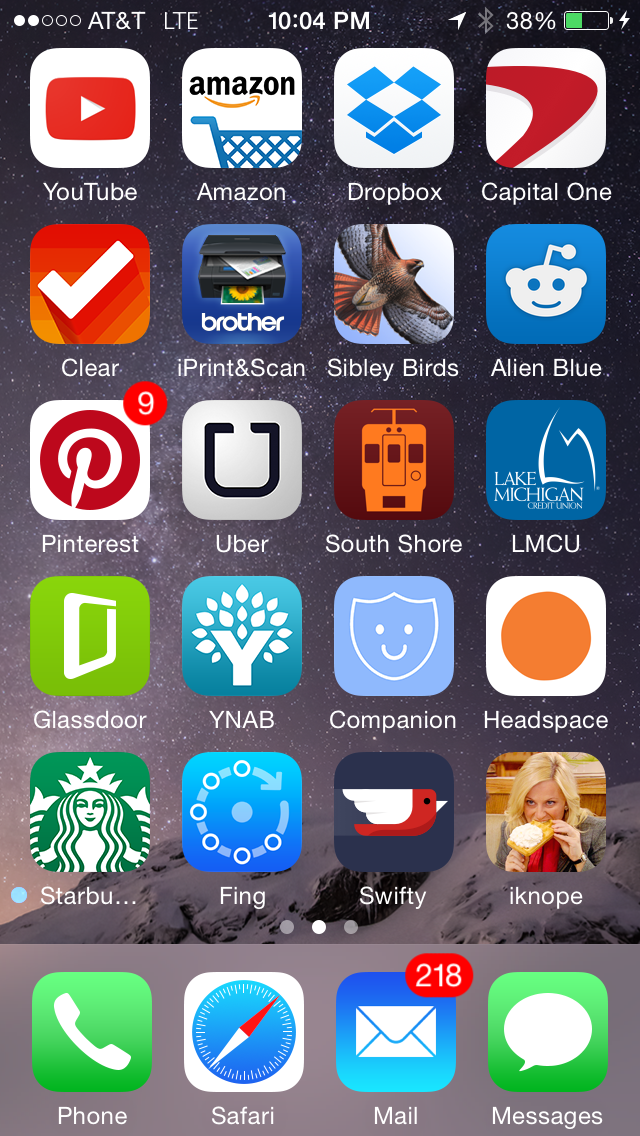 AT&T LTE 10:04 PM 38%
amazon
YouTube Amazon Dropbox Capital One
brother
Clear iPrint&Scan Sibley Birds Alien Blue
9
LAKE
MICHIGAN
CREDIT UNION
Pinterest Uber South Shore LMCU
Y
Glassdoor YNAB Companion Headspace
Starbu... Fing Swifty iknope
218
Phone Safari Mail Messages